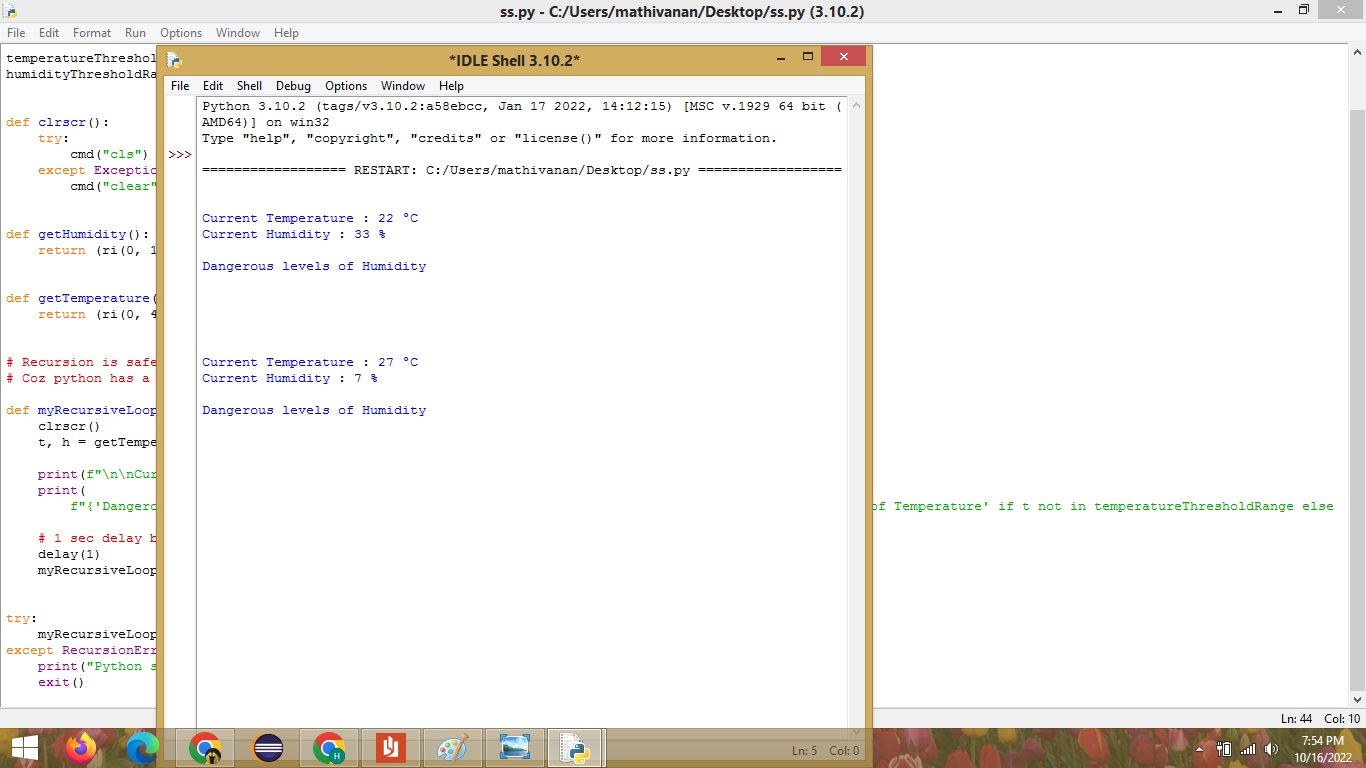 ss.py - C:/Users/mathivanan/Desktop/ss.py (3.10.2)
File Edit Format Run Options Window Help
temperatureThreshol
humidityThresholdRa
def clrscr():
    try:
        cmd("cls")
    except Exceptio
        cmd("clear"
def getHumidity():
    return (ri(0, 1
def getTemperature(
    return (ri(0, 4
# Recursion is safe
# Coz python has a
def myRecursiveLoop
    clrscr()
    t, h = getTempe
    print(f"\n\nCur
    print(
        f"{'Dangerc
of Temperature' if t not in temperatureThresholdRange else
    # 1 sec delay b
    delay(1)
    myRecursiveLoop
try:
    myRecursiveLoop
except RecursionErr
    print("Python s
    exit()
*IDLE Shell 3.10.2*
File Edit Shell Debug Options Window Help
Python 3.10.2 (tags/v3.10.2:a58ebcc, Jan 17 2022, 14:12:15) [MSC v.1929 64 bit (
AMD64)] on win32
Type "help", "copyright", "credits" or "license()" for more information.
>>>
================== RESTART: C:/Users/mathivanan/Desktop/ss.py ==================
Current Temperature : 22 °C
Current Humidity : 33 %
Dangerous levels of Humidity
Current Temperature : 27 °C
Current Humidity : 7 %
Dangerous levels of Humidity
Ln: 5 Col: 0
Ln: 44 Col: 10
7:54 PM
10/16/2022